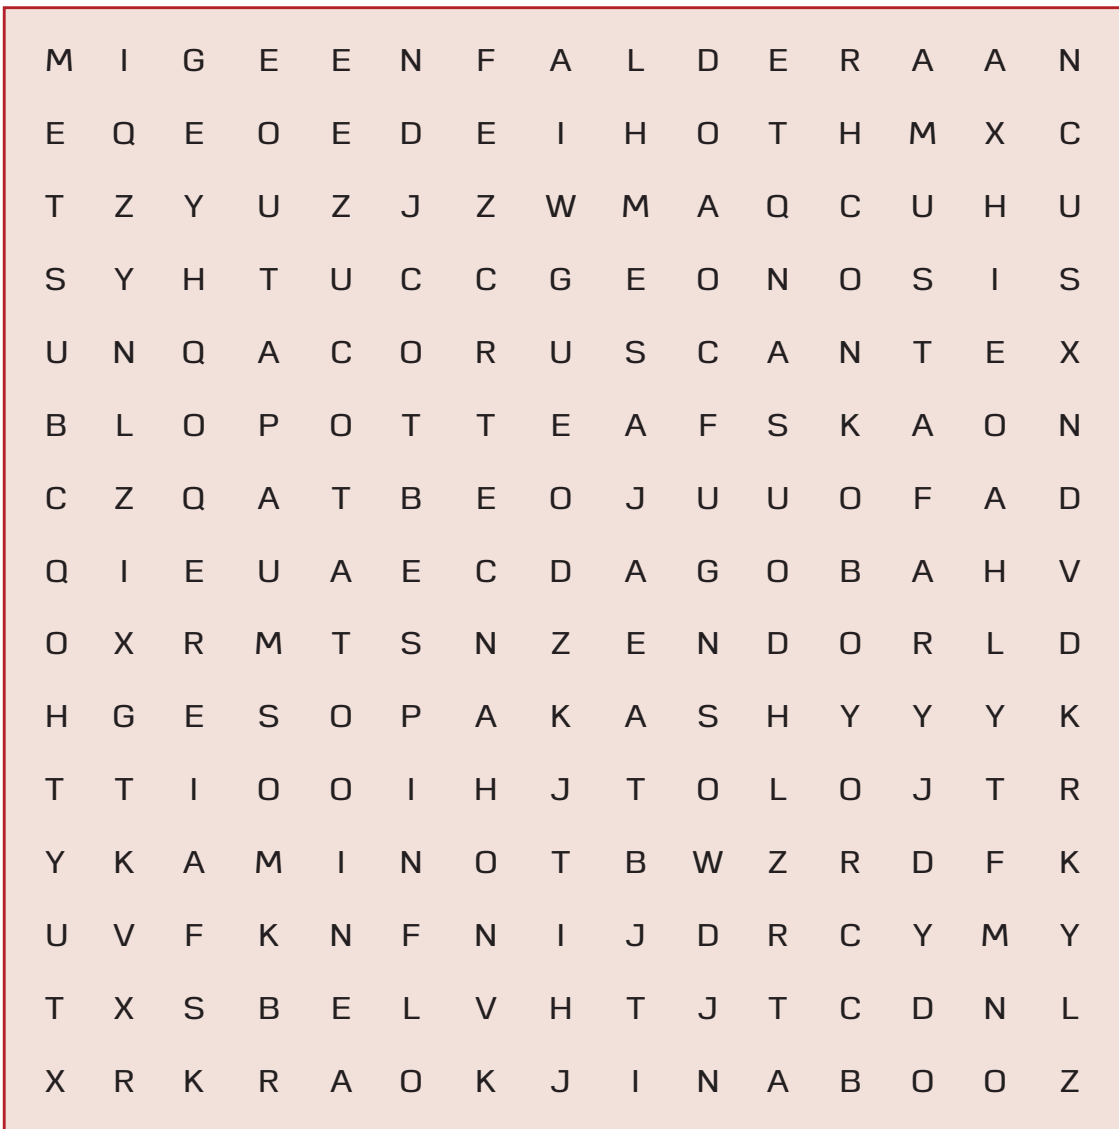 M I G E E N F A L D E R A A N
E Q E O E D E I H O T H M X C
T Z Y U Z J Z W M A Q C U H U
S Y H T U C C G E O N O S I S
U N Q A C O R U S C A N T E X
B L O P O T T E A F S K A O N
C Z Q A T B E O J U U O F A D
Q I E U A E C D A G O B A H V
O X R M T S N Z E N D O R L D
H G E S O P A K A S H Y Y Y K
T T I O O I H J T O L O J T R
Y K A M I N O T B W Z R D F K
U V F K N F N I J D R C Y M Y
T X S B E L V H T J T C D N L
X R K R A O K J I N A B O O Z